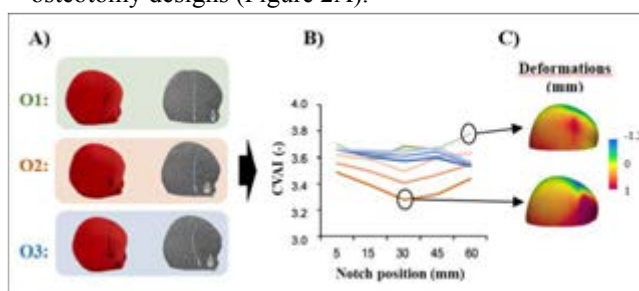 osteotomy designs (Figure 2A).
A)
B)
C)
O1:
O2:
O3:
Deformations
(mm)
4.0
3.8
3.6
3.4
3.2
3.0
CVAI (-)
5 15 30 45 60
Notch position (mm)
0
1